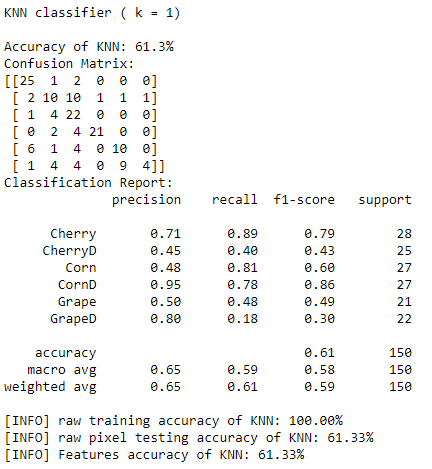 KNN classifier ( k = 1)
Accuracy of KNN: 61.3%
Confusion Matrix:
[[25  1  2  0  0  0]
 [ 2 10 10  1  1  1]
 [ 1  4 22  0  0  0]
 [ 0  2  4 21  0  0]
 [ 6  1  4  0 10  0]
 [ 1  4  4  0  9  4]]
Classification Report:
              precision    recall  f1-score   support
      Cherry       0.71      0.89      0.79        28
     CherryD       0.45      0.40      0.43        25
        Corn       0.48      0.81      0.60        27
       CornD       0.95      0.78      0.86        27
       Grape       0.50      0.48      0.49        21
      GrapeD       0.80      0.18      0.30        22
    accuracy                           0.61       150
   macro avg       0.65      0.59      0.58       150
weighted avg       0.65      0.61      0.59       150
[INFO] raw training accuracy of KNN: 100.00%
[INFO] raw pixel testing accuracy of KNN: 61.33%
[INFO] Features accuracy of KNN: 61.33%